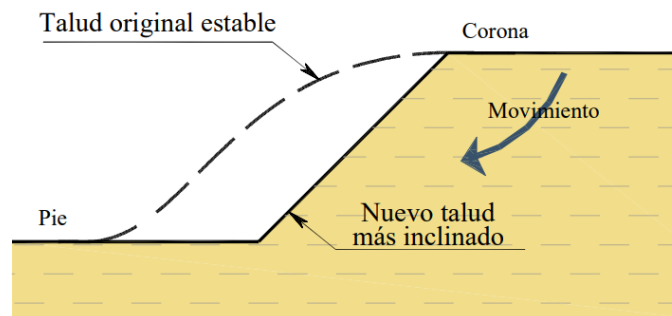 Talud original estable
Corona
Movimiento
Pie
Nuevo talud
más inclinado